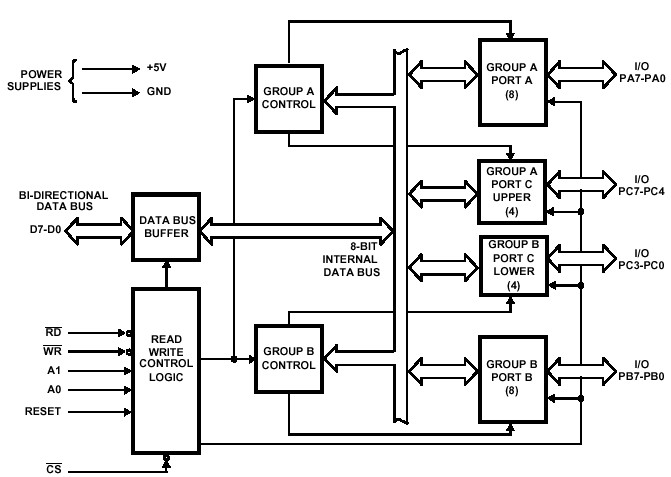 POWER
SUPPLIES
+5V
GND
GROUP A
CONTROL
GROUP A
PORT A
(8)
I/O
PA7-PA0
GROUP A
PORT C
UPPER
(4)
I/O
PC7-PC4
BI-DIRECTIONAL
DATA BUS
D7-D0
DATA BUS
BUFFER
8-BIT
INTERNAL
DATA BUS
GROUP B
PORT C
LOWER
(4)
I/O
PC3-PC0
RD
WR
A1
A0
RESET
CS
READ
WRITE
CONTROL
LOGIC
GROUP B
CONTROL
GROUP B
PORT B
(8)
I/O
PB7-PB0